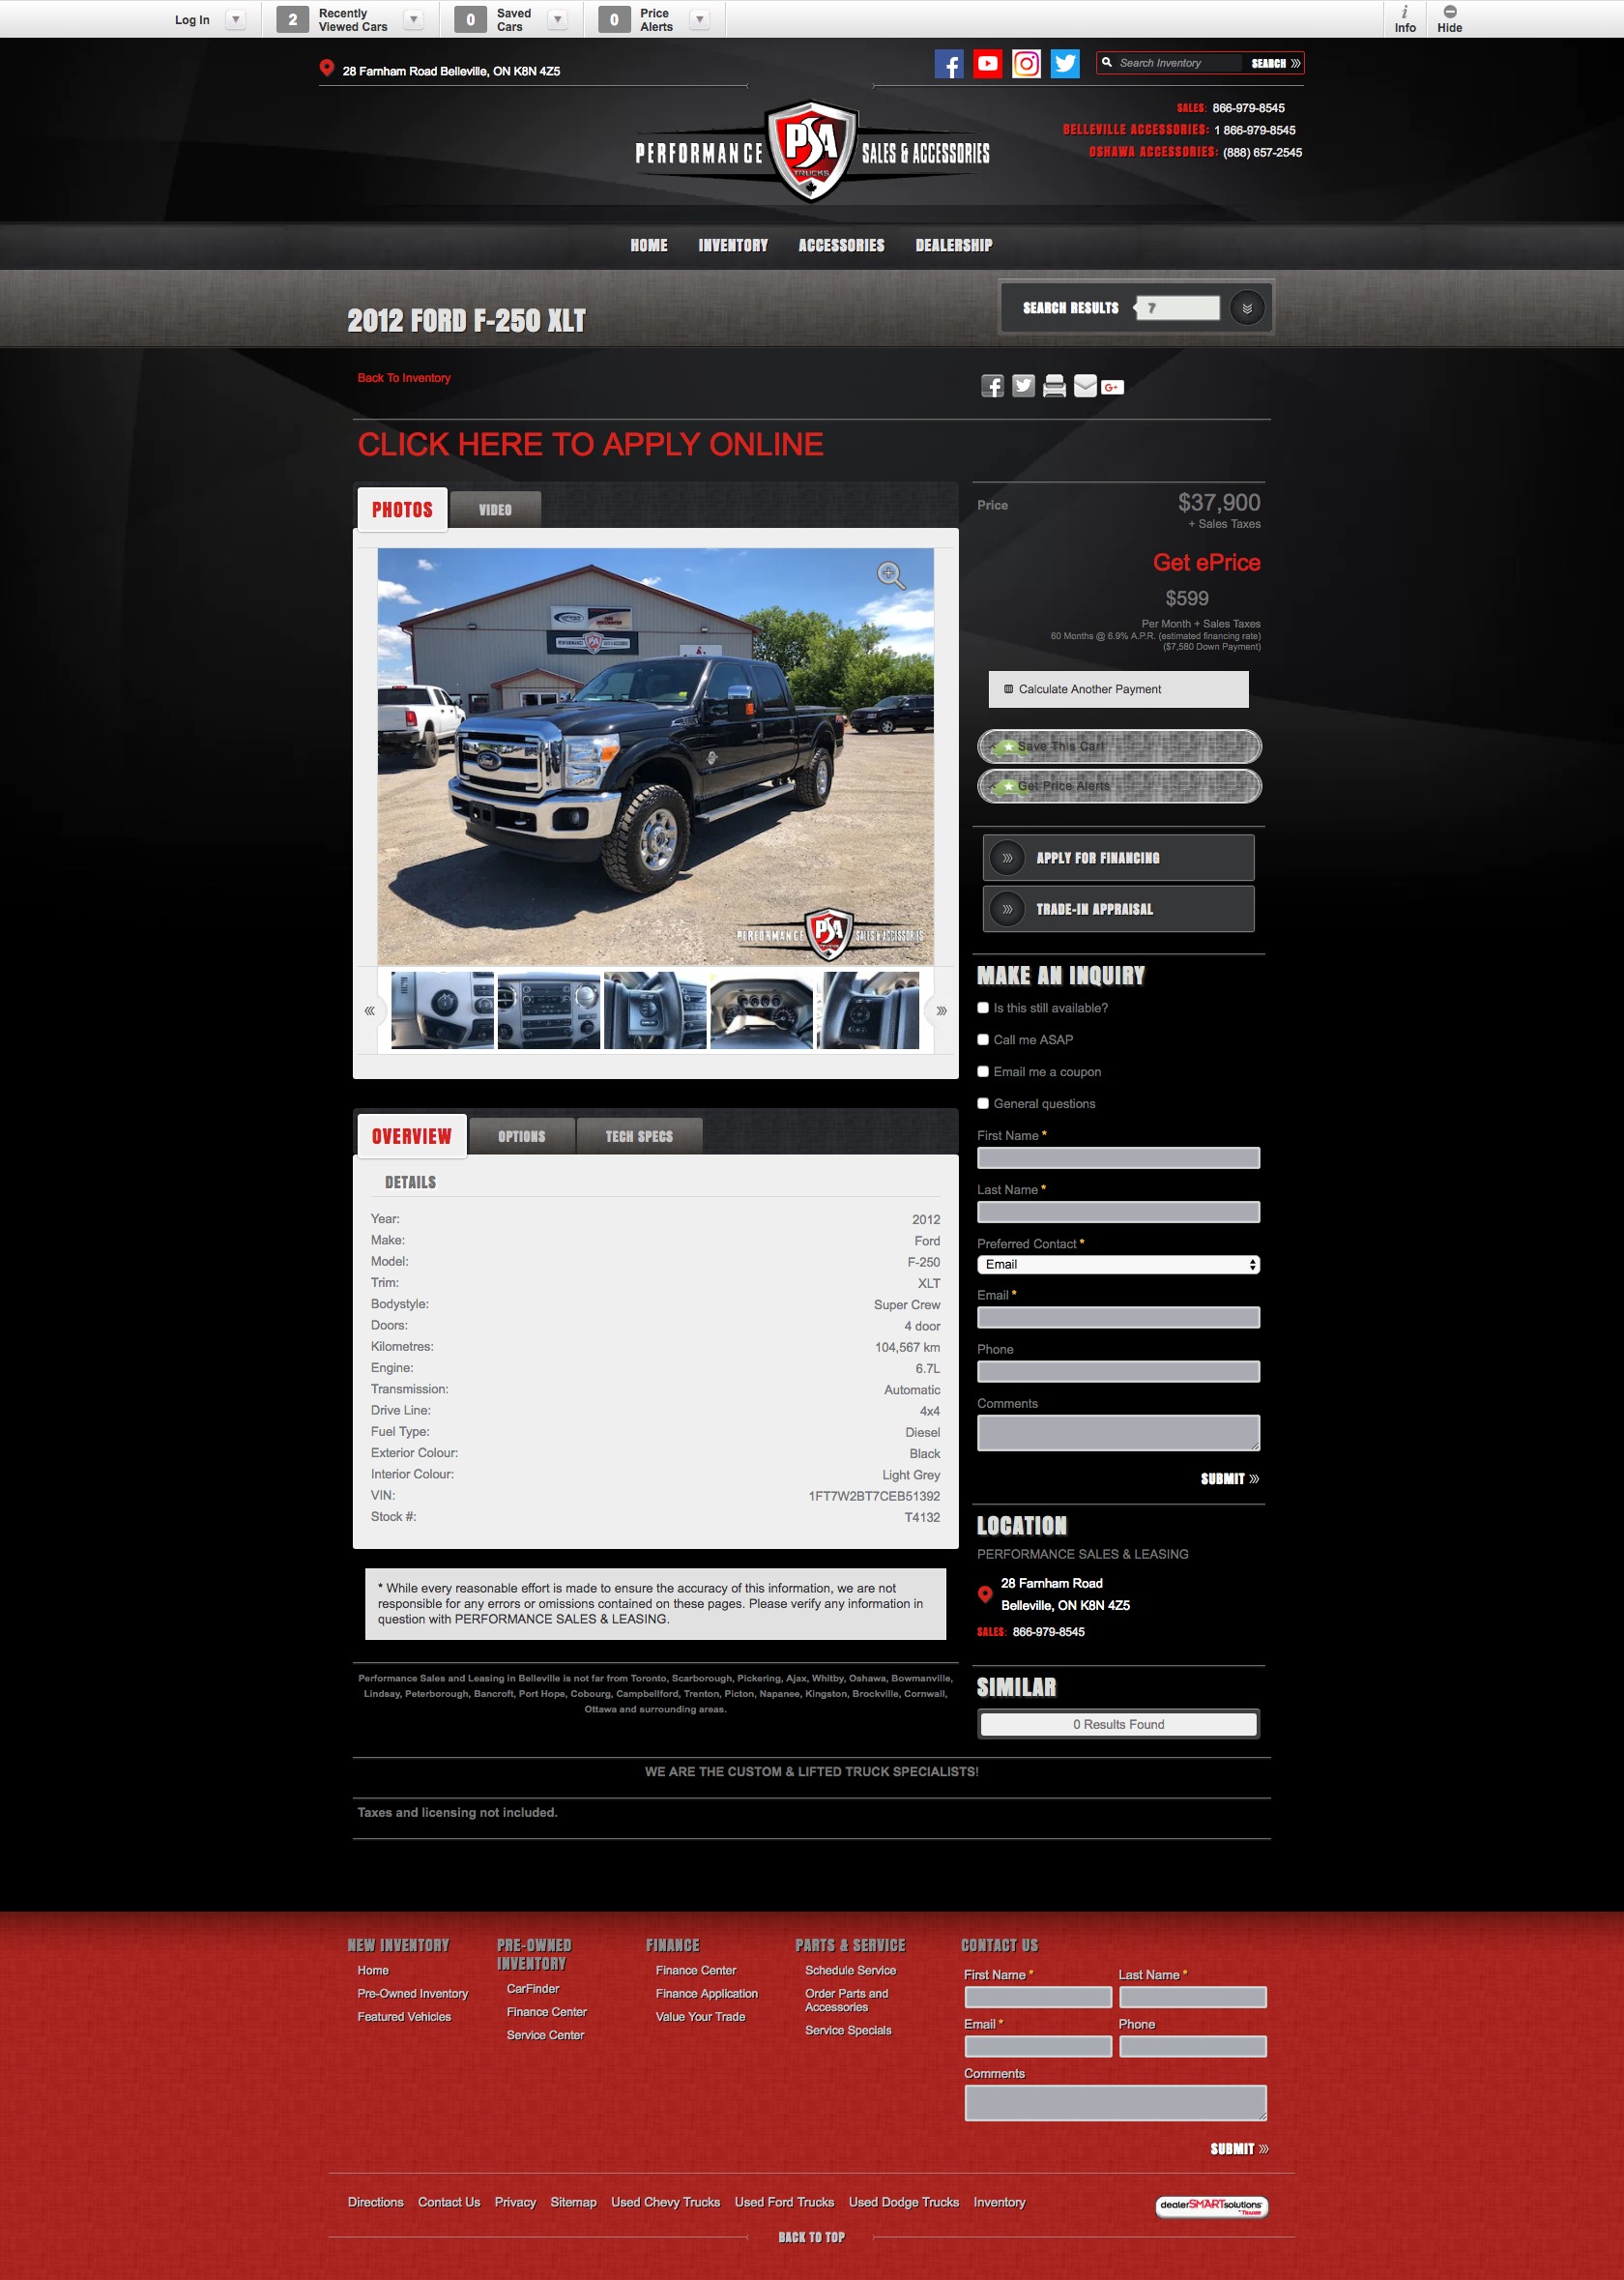 Log In
2
Recently
Viewed Cars
0
Saved
Cars
0
Price
Alerts
i
Info
Hide
28 Farnham Road Belleville, ON K8N 4Z5
Search Inventory
SEARCH
SALES: 866-979-8545
BELLEVILLE ACCESSORIES: 1 866-979-8545
OSHAWA ACCESSORIES: (888) 657-2545
PERFORMANCE PSA TRUCKS SALES & ACCESSORIES
HOME INVENTORY ACCESSORIES DEALERSHIP
2012 FORD F-250 XLT
SEARCH RESULTS 7
Back To Inventory
G+
CLICK HERE TO APPLY ONLINE
PHOTOS VIDEO
PERFORMANCE PSA SALES & ACCESSORIES
Price
$37,900
+ Sales Taxes
Get ePrice
$599
Per Month + Sales Taxes
60 Months @ 6.9% A.P.R. (estimated financing rate)
($7,580 Down Payment)
Calculate Another Payment
Save This Car!
Get Price Alerts
APPLY FOR FINANCING
TRADE-IN APPRAISAL
MAKE AN INQUIRY
Is this still available?
Call me ASAP
Email me a coupon
General questions
First Name *
Last Name *
Preferred Contact *
Email
Email *
Phone
Comments
SUBMIT
OVERVIEW OPTIONS TECH SPECS
DETAILS
Year: 2012
Make: Ford
Model: F-250
Trim: XLT
Bodystyle: Super Crew
Doors: 4 door
Kilometres: 104,567 km
Engine: 6.7L
Transmission: Automatic
Drive Line: 4x4
Fuel Type: Diesel
Exterior Colour: Black
Interior Colour: Light Grey
VIN: 1FT7W2BT7CEB51392
Stock #: T4132
* While every reasonable effort is made to ensure the accuracy of this information, we are not
responsible for any errors or omissions contained on these pages. Please verify any information in
question with PERFORMANCE SALES & LEASING.
Performance Sales and Leasing in Belleville is not far from Toronto, Scarborough, Pickering, Ajax, Whitby, Oshawa, Bowmanville,
Lindsay, Peterborough, Bancroft, Port Hope, Cobourg, Campbellford, Trenton, Picton, Napanee, Kingston, Brockville, Cornwall,
Ottawa and surrounding areas.
LOCATION
PERFORMANCE SALES & LEASING
28 Farnham Road
Belleville, ON K8N 4Z5
SALES: 866-979-8545
SIMILAR
0 Results Found
WE ARE THE CUSTOM & LIFTED TRUCK SPECIALISTS!
Taxes and licensing not included.
NEW INVENTORY
Home
Pre-Owned Inventory
Featured Vehicles
PRE-OWNED
INVENTORY
CarFinder
Finance Center
Service Center
FINANCE
Finance Center
Finance Application
Value Your Trade
PARTS & SERVICE
Schedule Service
Order Parts and
Accessories
Service Specials
CONTACT US
First Name * Last Name *
Email * Phone
Comments
SUBMIT
Directions Contact Us Privacy Sitemap Used Chevy Trucks Used Ford Trucks Used Dodge Trucks Inventory
dealerSMARTsolutions
BACK TO TOP